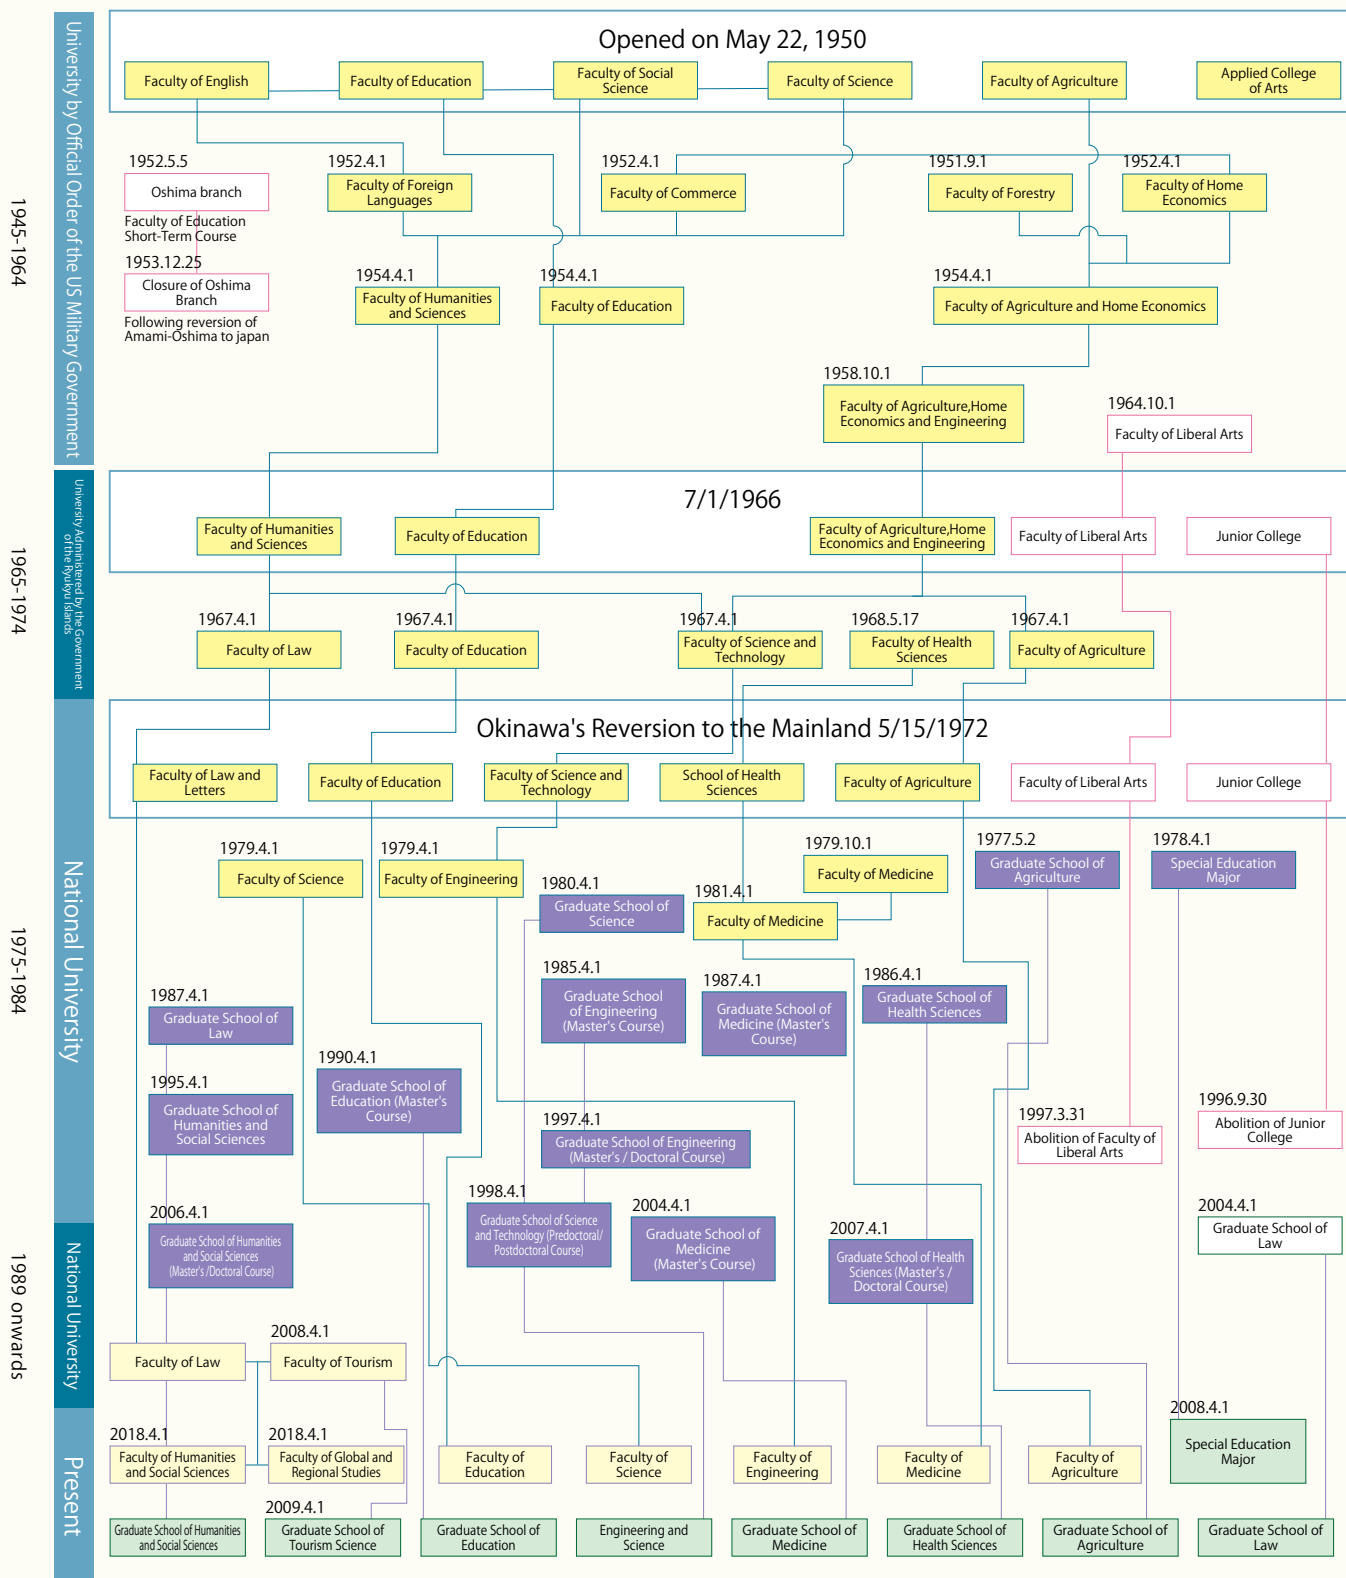 University by Official Order of the US Military Government
1945-1964
Opened on May 22, 1950
Faculty of English
Faculty of Education
Faculty of Social
Science
Faculty of Science
Faculty of Agriculture
Applied College
of Arts
1952.5.5
Oshima branch
Faculty of Education
Short-Term Course
1953.12.25
Closure of Oshima
Branch
Following reversion of
Amami-Oshima to japan
1952.4.1
Faculty of Foreign
Languages
1952.4.1
Faculty of Commerce
1951.9.1
Faculty of Forestry
1952.4.1
Faculty of Home
Economics
1954.4.1
Faculty of Humanities
and Sciences
1954.4.1
Faculty of Education
1954.4.1
Faculty of Agriculture and Home Economics
1958.10.1
Faculty of Agriculture,Home
Economics and Engineering
1964.10.1
Faculty of Liberal Arts
University Administered by the Government
of the Ryukyu Islands
1965-1974
7/1/1966
Faculty of Humanities
and Sciences
Faculty of Education
Faculty of Agriculture,Home
Economics and Engineering
Faculty of Liberal Arts
Junior College
1967.4.1
Faculty of Law
1967.4.1
Faculty of Education
1967.4.1
Faculty of Science and
Technology
1968.5.17
Faculty of Health
Sciences
1967.4.1
Faculty of Agriculture
National University
1975-1984
Okinawa's Reversion to the Mainland 5/15/1972
Faculty of Law and
Letters
Faculty of Education
Faculty of Science and
Technology
School of Health
Sciences
Faculty of Agriculture
Faculty of Liberal Arts
Junior College
1979.4.1
Faculty of Science
1979.4.1
Faculty of Engineering
1980.4.1
Graduate School of
Science
1981.4.1
Faculty of Medicine
1979.10.1
Faculty of Medicine
1977.5.2
Graduate School of
Agriculture
1978.4.1
Special Education
Major
1987.4.1
Graduate School of
Law
1985.4.1
Graduate School
of Engineering
(Master's Course)
1987.4.1
Graduate School of
Medicine (Master's
Course)
1986.4.1
Graduate School of
Health Sciences
1990.4.1
Graduate School of
Education (Master's
Course)
1995.4.1
Graduate School of
Humanities and
Social Sciences
1997.4.1
Graduate School of Engineering
(Master's / Doctoral Course)
1997.3.31
Abolition of Faculty of
Liberal Arts
1996.9.30
Abolition of Junior
College
National University
1989 onwards
2006.4.1
Graduate School of Humanities
and Social Sciences
(Master's /Doctoral Course)
1998.4.1
Graduate School of Science
and Technology (Predoctoral/
Postdoctoral Course)
2004.4.1
Graduate School of
Medicine
(Master's Course)
2007.4.1
Graduate School of Health
Sciences (Master's /
Doctoral Course)
2004.4.1
Graduate School of
Law
Faculty of Law
2008.4.1
Faculty of Tourism
Present
2018.4.1
Faculty of Humanities
and Social Sciences
2018.4.1
Faculty of Global and
Regional Studies
Faculty of
Education
Faculty of
Science
Faculty of
Engineering
Faculty of
Medicine
Faculty of
Agriculture
2008.4.1
Special Education
Major
Graduate School of Humanities
and Social Sciences
2009.4.1
Graduate School of
Tourism Science
Graduate School of
Education
Engineering and
Science
Graduate School of
Medicine
Graduate School of
Health Sciences
Graduate School of
Agriculture
Graduate School of
Law